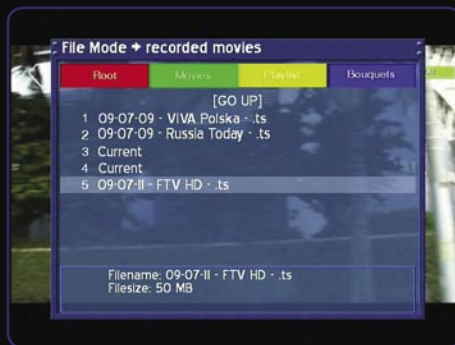 File Mode → recorded movies
Root Movies Playlist Bouquets
[GO UP]
1 09-07-09 - VIVA Polska - .ts
2 09-07-09 - Russia Today - .ts
3 Current
4 Current
5 09-07-11 - FTV HD - .ts
Filename: 09-07-11 - FTV HD - .ts
Filesize: 50 MB